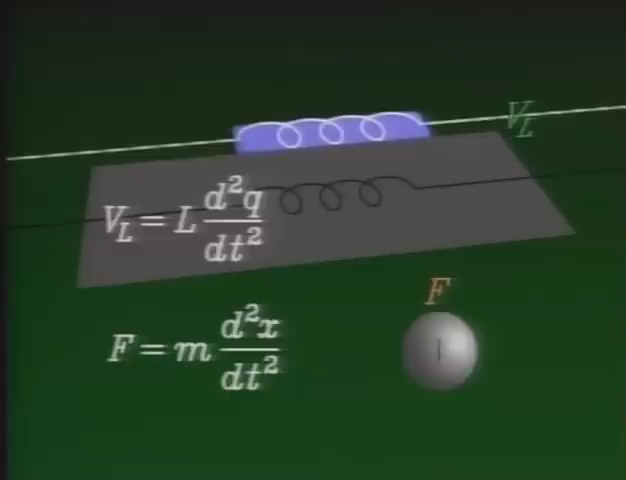 V_L
V_L = L d²q/dt²
F
F = m d²x/dt²